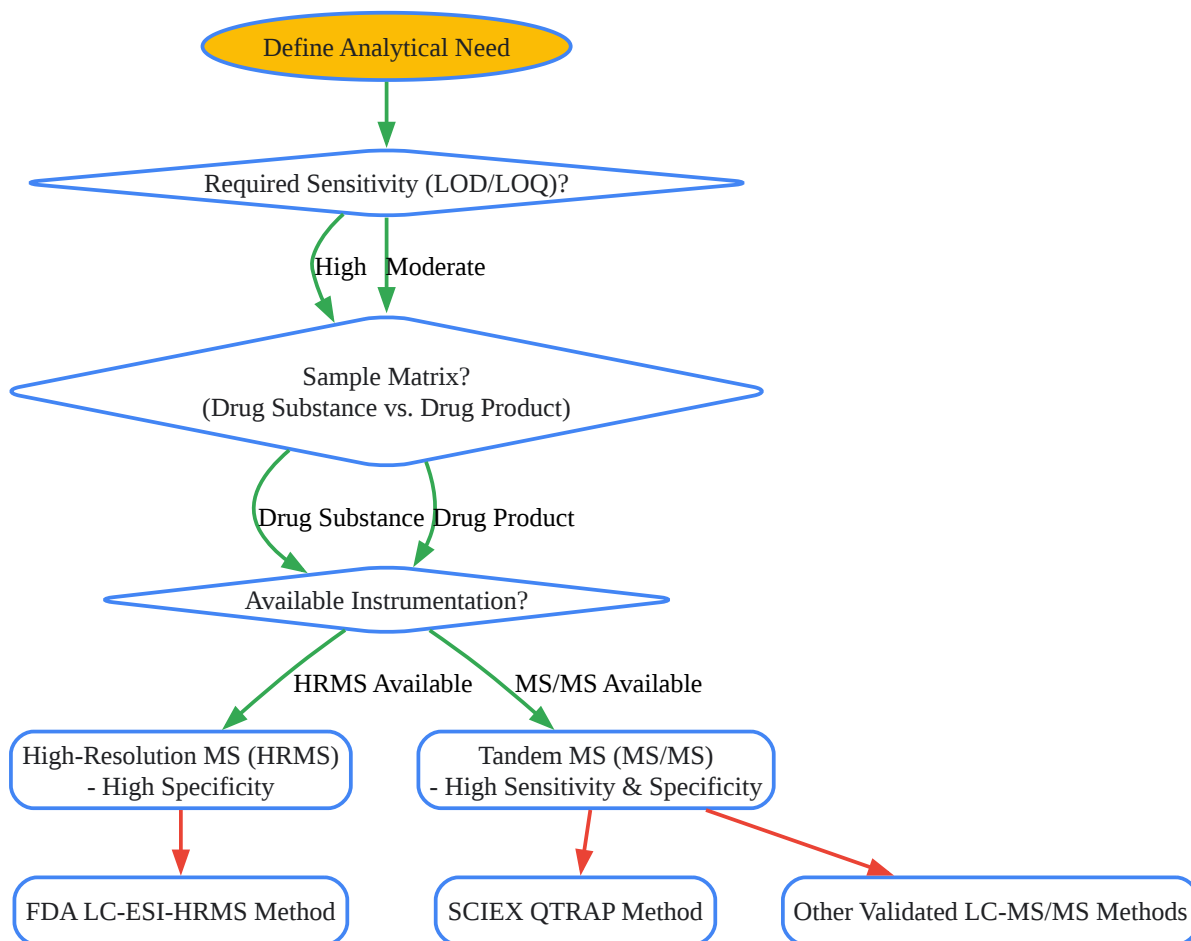 Define Analytical Need
Required Sensitivity (LOD/LOQ)?
High
Moderate
Sample Matrix?
(Drug Substance vs. Drug Product)
Drug Substance
Drug Product
Available Instrumentation?
HRMS Available
MS/MS Available
High-Resolution MS (HRMS)
- High Specificity
Tandem MS (MS/MS)
- High Sensitivity & Specificity
FDA LC-ESI-HRMS Method
SCIEX QTRAP Method
Other Validated LC-MS/MS Methods